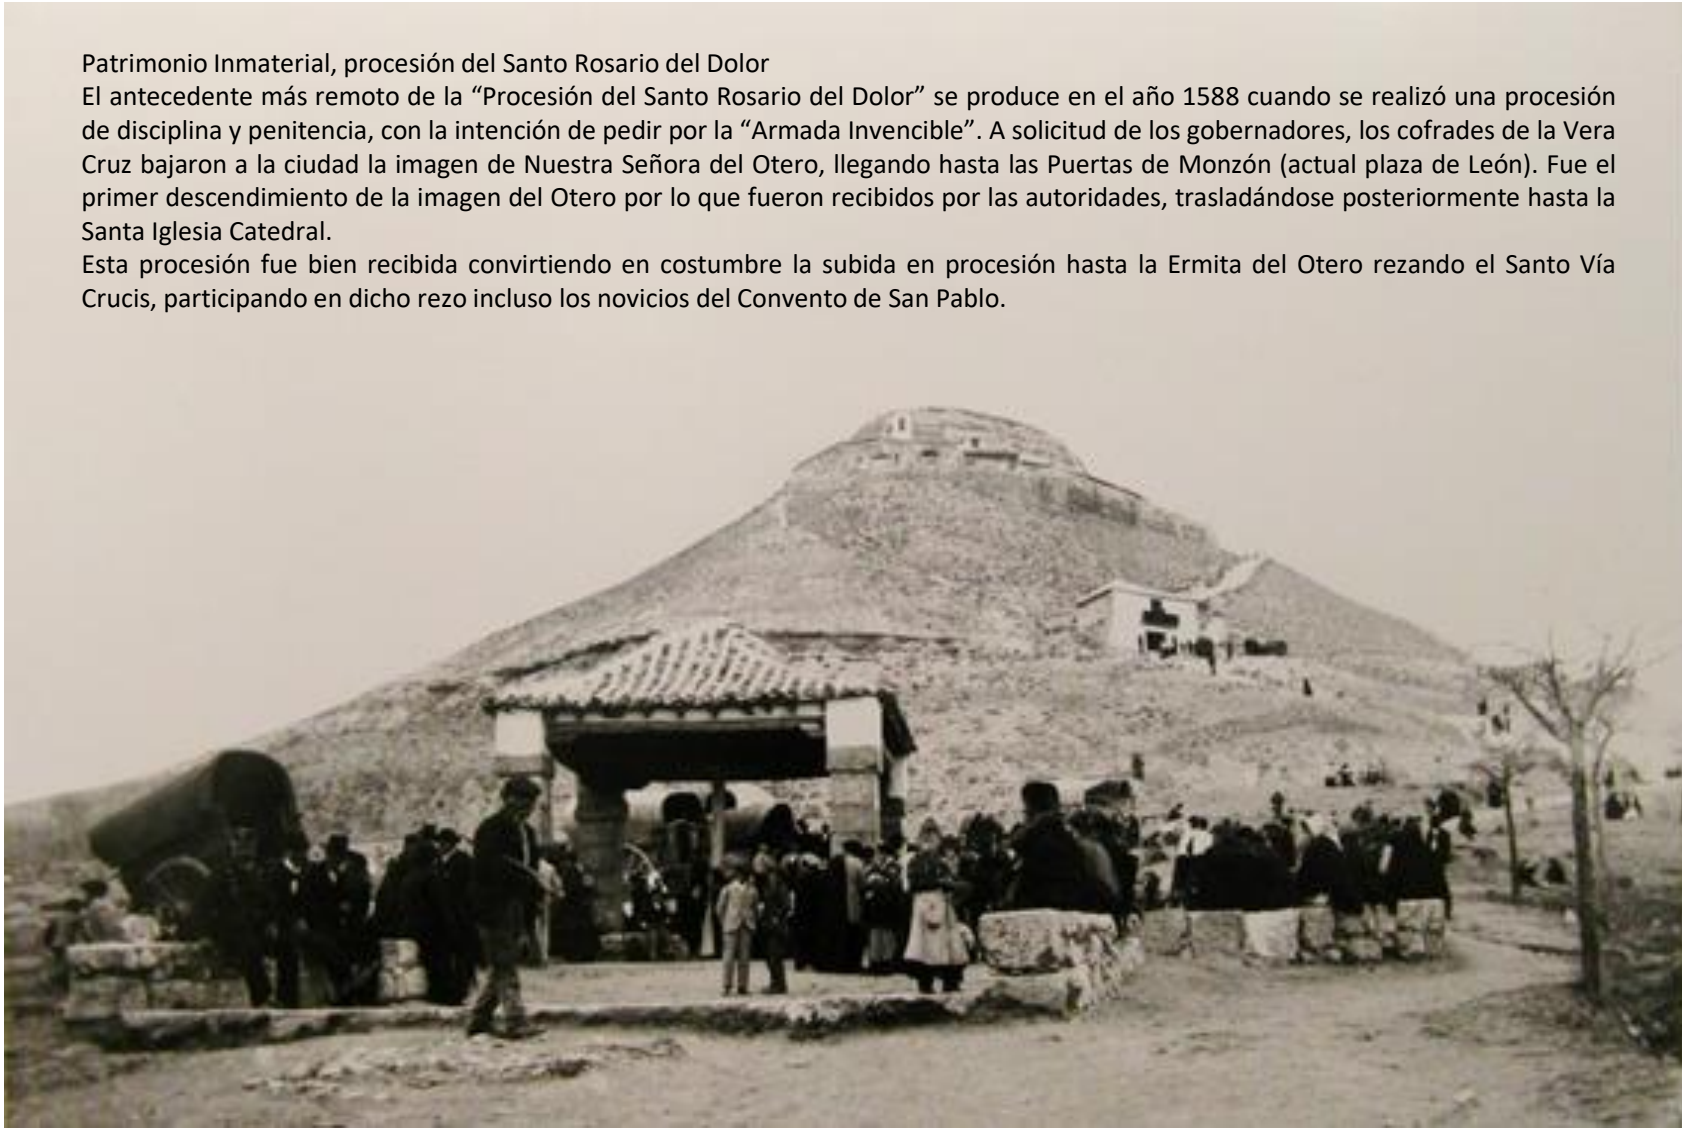 Patrimonio Inmaterial, procesión del Santo Rosario del Dolor
El antecedente más remoto de la “Procesión del Santo Rosario del Dolor” se produce en el año 1588 cuando se realizó una procesión
de disciplina y penitencia, con la intención de pedir por la “Armada Invencible”. A solicitud de los gobernadores, los cofrades de la Vera
Cruz bajaron a la ciudad la imagen de Nuestra Señora del Otero, llegando hasta las Puertas de Monzón (actual plaza de León). Fue el
primer descendimiento de la imagen del Otero por lo que fueron recibidos por las autoridades, trasladándose posteriormente hasta la
Santa Iglesia Catedral.
Esta procesión fue bien recibida convirtiendo en costumbre la subida en procesión hasta la Ermita del Otero rezando el Santo Vía
Crucis, participando en dicho rezo incluso los novicios del Convento de San Pablo.